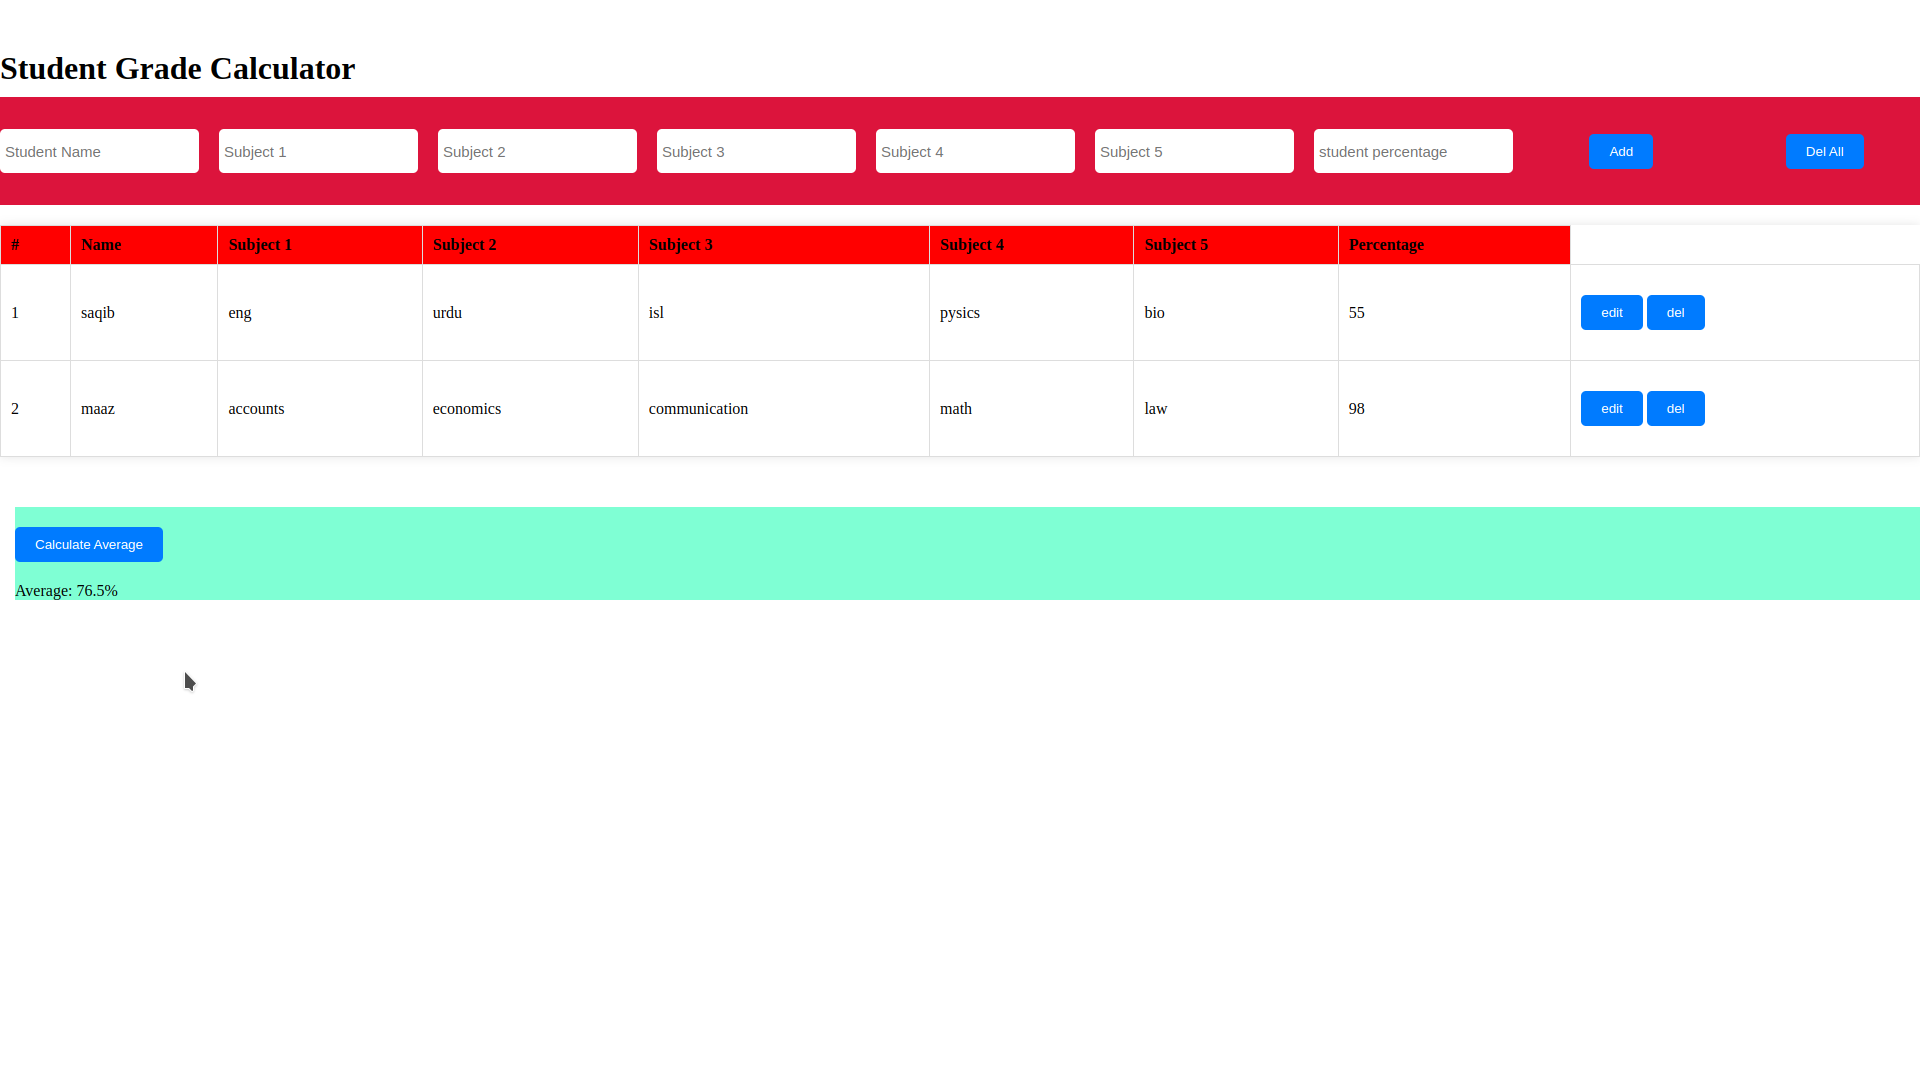 Student Grade Calculator
Student Name Subject 1 Subject 2 Subject 3 Subject 4 Subject 5 student percentage Add Del All
# Name Subject 1 Subject 2 Subject 3 Subject 4 Subject 5 Percentage
1 saqib eng urdu isl pysics bio 55 edit del
2 maaz accounts economics communication math law 98 edit del
Calculate Average
Average: 76.5%